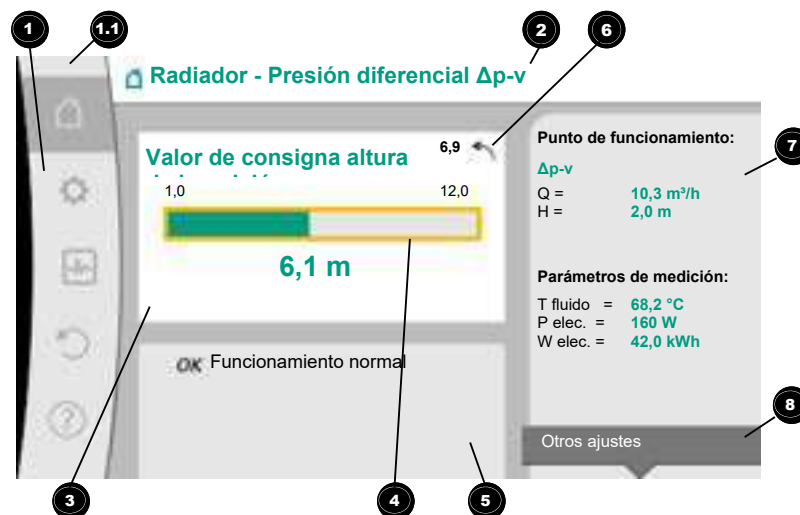 1
1.1
2
6
Radiador - Presión diferencial Δp-v
Valor de consigna altura
6,9
1,0
12,0
6,1 m
OK Funcionamiento normal
Punto de funcionamiento:
7
Δp-v
Q = 10,3 m³/h
H = 2,0 m
Parámetros de medición:
T fluido = 68,2 °C
P elec. = 160 W
W elec. = 42,0 kWh
8
Otros ajustes
3
4
5